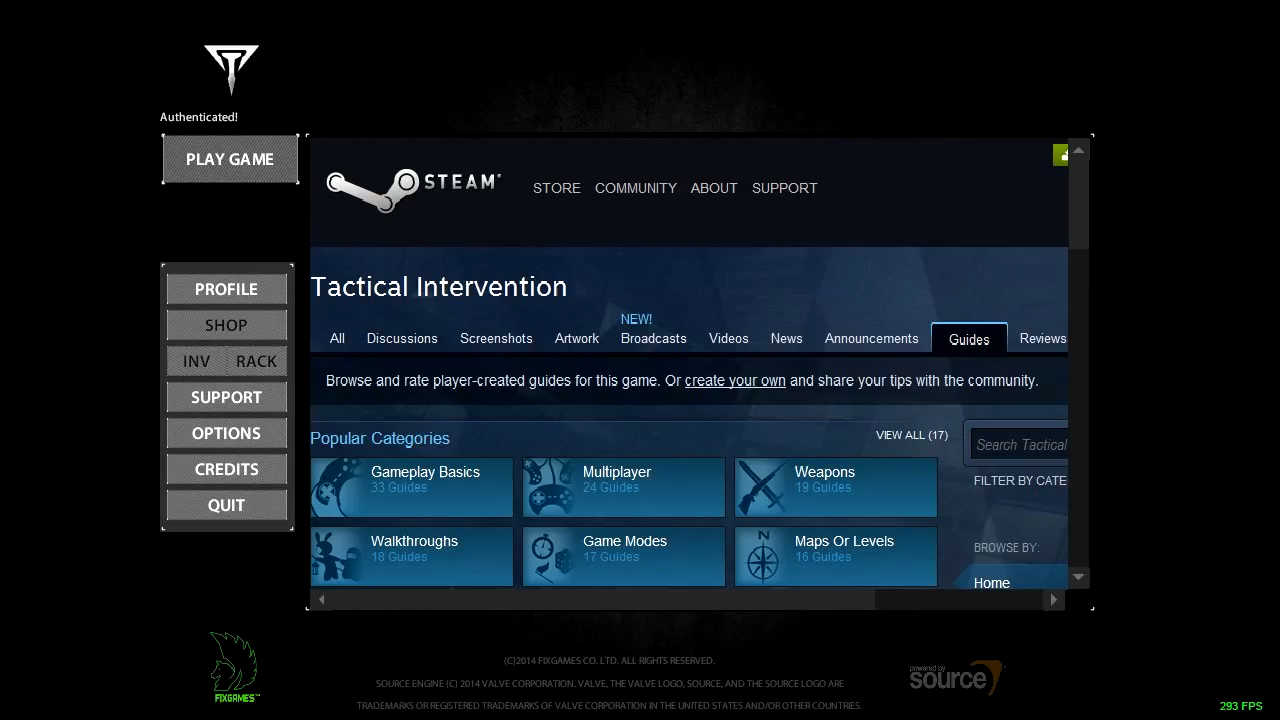 Authenticated!
PLAY GAME
PROFILE
SHOP
INV RACK
SUPPORT
OPTIONS
CREDITS
QUIT
STEAM
STORE COMMUNITY ABOUT SUPPORT
Tactical Intervention
NEW!
All Discussions Screenshots Artwork Broadcasts Videos News Announcements Guides Reviews
Browse and rate player-created guides for this game. Or create your own and share your tips with the community.
Popular Categories VIEW ALL (17)
Search Tactical
Gameplay Basics
33 Guides
Multiplayer
24 Guides
Weapons
19 Guides
FILTER BY CATE
Walkthroughs
18 Guides
Game Modes
17 Guides
N
Maps Or Levels
16 Guides
BROWSE BY:
Home
FIXGAMES™
(C)2014 FIXGAMES CO. LTD. ALL RIGHTS RESERVED.
SOURCE ENGINE (C) 2014 VALVE CORPORATION. VALVE, THE VALVE LOGO, SOURCE, AND THE SOURCE LOGO ARE
TRADEMARKS OR REGISTERED TRADEMARKS OF VALVE CORPORATION IN THE UNITED STATES AND/OR OTHER COUNTRIES.
powered by
source
293 FPS